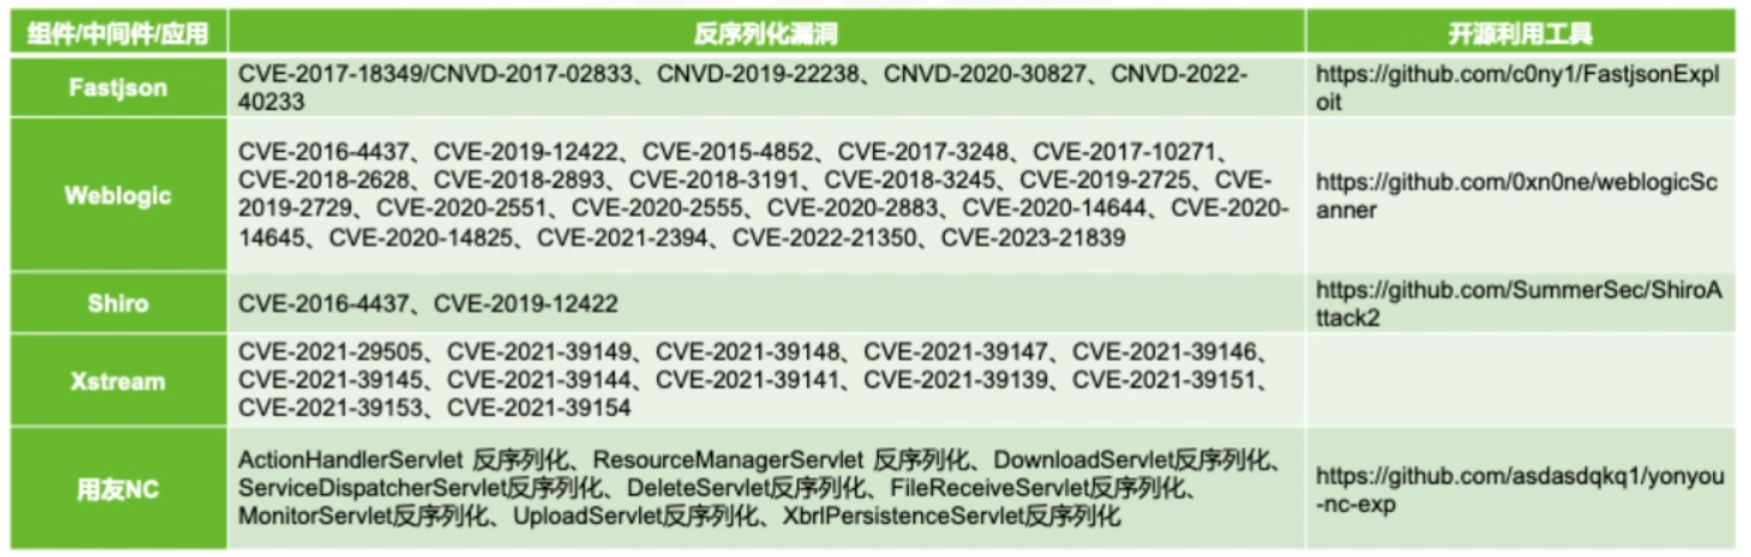 组件/中间件/应用
反序列化漏洞
开源利用工具
Fastjson
CVE-2017-18349/CNVD-2017-02833、CNVD-2019-22238、CNVD-2020-30827、CNVD-2022-
40233
https://github.com/c0ny1/FastjsonExpl
oit
Weblogic
CVE-2016-4437、CVE-2019-12422、CVE-2015-4852、CVE-2017-3248、CVE-2017-10271、
CVE-2018-2628、CVE-2018-2893、CVE-2018-3191、CVE-2018-3245、CVE-2019-2725、CVE-
2019-2729、CVE-2020-2551、CVE-2020-2555、CVE-2020-2883、CVE-2020-14644、CVE-2020-
14645、CVE-2020-14825、CVE-2021-2394、CVE-2022-21350、CVE-2023-21839
https://github.com/0xn0ne/weblogicSc
anner
Shiro
CVE-2016-4437、CVE-2019-12422
https://github.com/SummerSec/ShiroA
ttack2
Xstream
CVE-2021-29505、CVE-2021-39149、CVE-2021-39148、CVE-2021-39147、CVE-2021-39146、
CVE-2021-39145、CVE-2021-39144、CVE-2021-39141、CVE-2021-39139、CVE-2021-39151、
CVE-2021-39153、CVE-2021-39154
用友NC
ActionHandlerServlet 反序列化、ResourceManagerServlet 反序列化、DownloadServlet反序列化、
ServiceDispatcherServlet反序列化、DeleteServlet反序列化、FileReceiveServlet反序列化、
MonitorServlet反序列化、UploadServlet反序列化、XbrlPersistenceServlet反序列化
https://github.com/asdasdqkq1/yonyou
-nc-exp